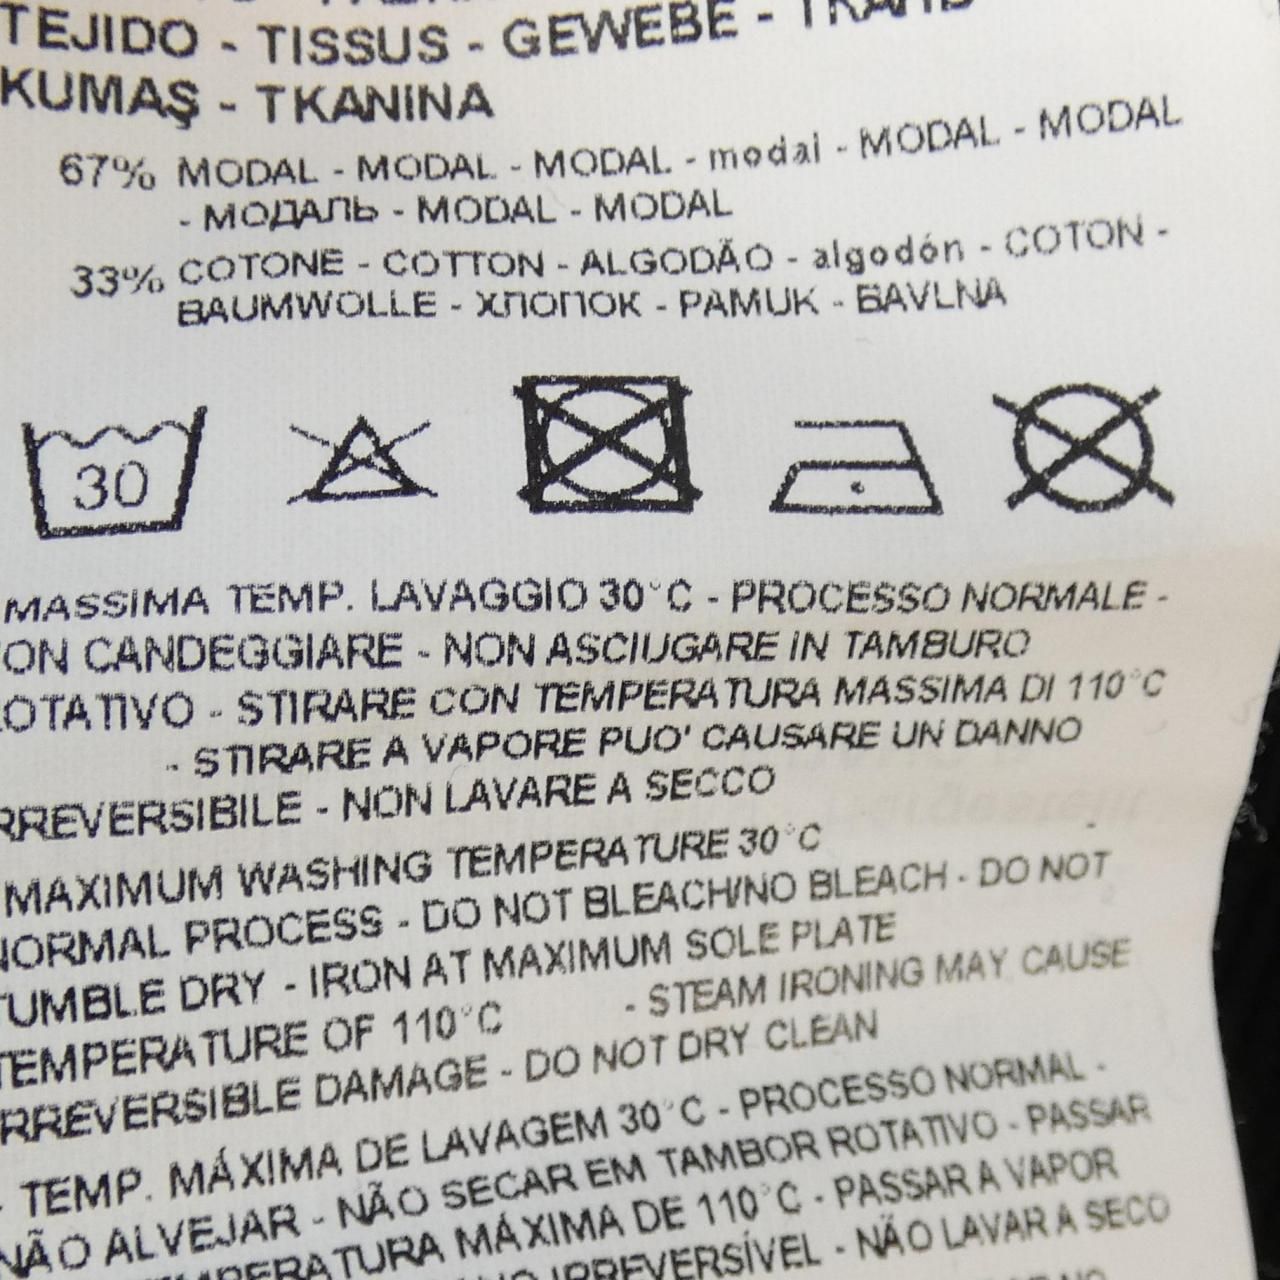 TEJIDO - TISSUS - GEWEBE -
KUMAŞ - TKANINA
67% MODAL - MODAL - MODAL - modal - MODAL - MODAL
- МОДАЛЬ - MODAL - MODAL
33% COTONE - COTTON - ALGODÃO - algodón - COTON -
BAUMWOLLE - ХЛОПОК - PAMUK - BAVLNA
30
MASSIMA TEMP. LAVAGGIO 30°C - PROCESSO NORMALE -
ON CANDEGGIARE - NON ASCIUGARE IN TAMBURO
OTATIVO - STIRARE CON TEMPERATURA MASSIMA DI 110°C
- STIRARE A VAPORE PUO' CAUSARE UN DANNO
RREVERSIBILE - NON LAVARE A SECCO
MAXIMUM WASHING TEMPERATURE 30°C
NORMAL PROCESS - DO NOT BLEACH/NO BLEACH - DO NOT
TUMBLE DRY - IRON AT MAXIMUM SOLE PLATE
TEMPERATURE OF 110°C - STEAM IRONING MAY CAUSE
IRREVERSIBLE DAMAGE - DO NOT DRY CLEAN
- TEMP. MÁXIMA DE LAVAGEM 30°C - PROCESSO NORMAL -
NÃO ALVEJAR - NÃO SECAR EM TAMBOR ROTATIVO - PASSAR
TEMPERATURA MÁXIMA DE 110°C - PASSAR A VAPOR
IRREVERSÍVEL - NÃO LAVAR A SECO